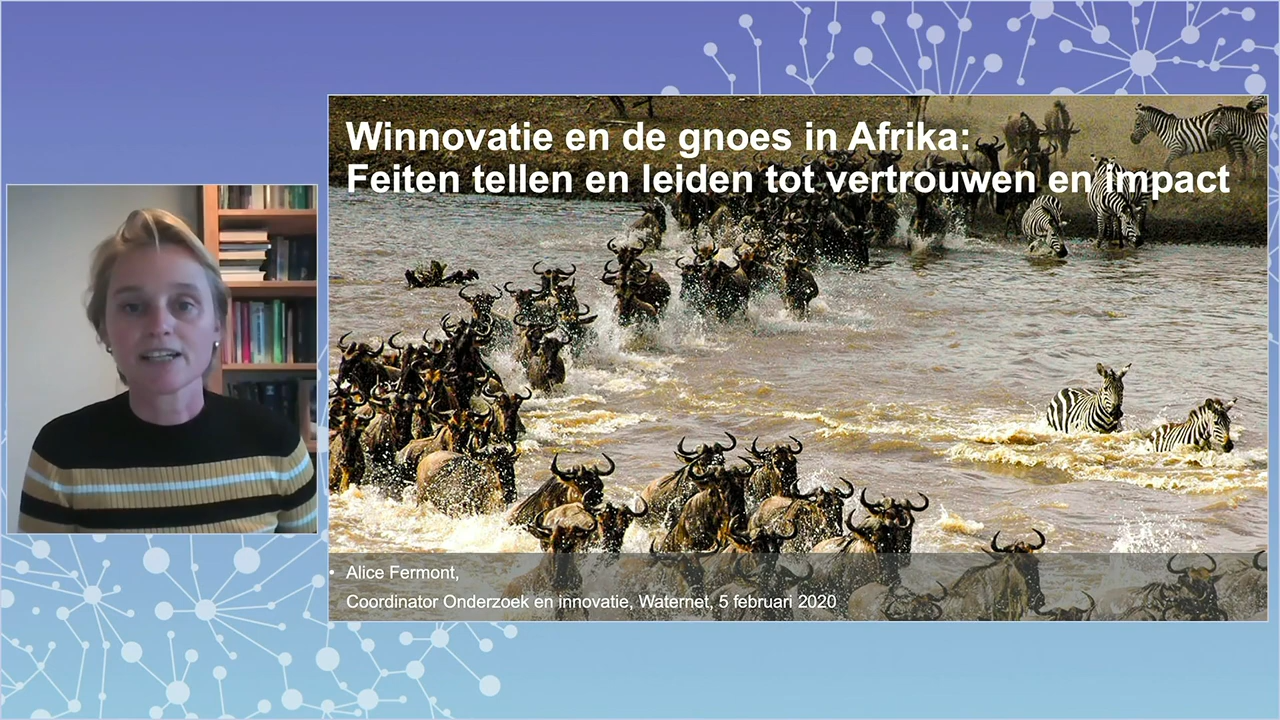 Winnovatie en de gnoes in Afrika:
Feiten tellen en leiden tot vertrouwen en impact
• Alice Fermont,
Coordinator Onderzoek en innovatie, Waternet, 5 februari 2020